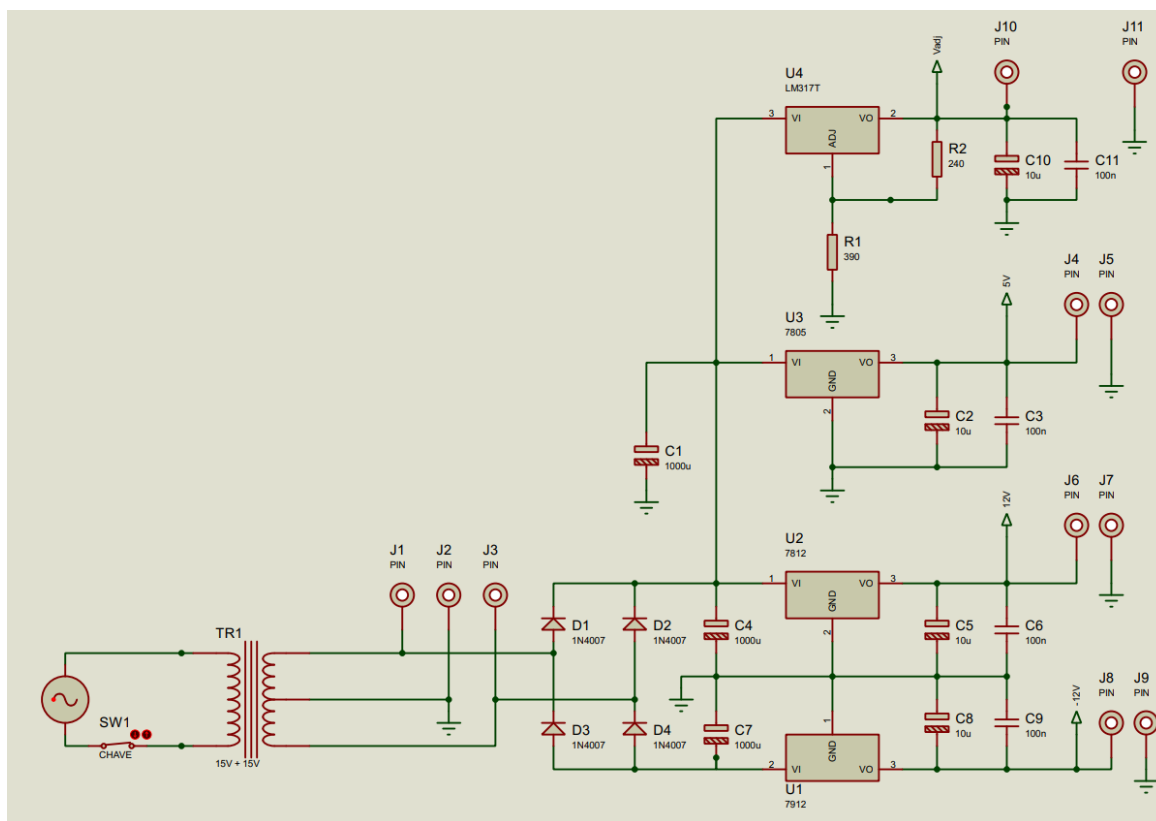 J10
PIN
J11
PIN
Vadj
U4
LM317T
3
VI
VO
2
ADJ
1
R2
240
C10
10u
C11
100n
R1
390
J4
PIN
J5
PIN
5V
U3
7805
1
VI
VO
3
GND
2
C2
10u
C3
100n
C1
1000u
J6
PIN
J7
PIN
12V
U2
7812
1
VI
VO
3
GND
2
J1
PIN
J2
PIN
J3
PIN
D1
1N4007
D2
1N4007
C4
1000u
C5
10u
C6
100n
TR1
15V + 15V
SW1
CHAVE
D3
1N4007
D4
1N4007
C7
1000u
1
GND
2
VI
VO
3
U1
7912
C8
10u
C9
100n
-12V
J8
PIN
J9
PIN